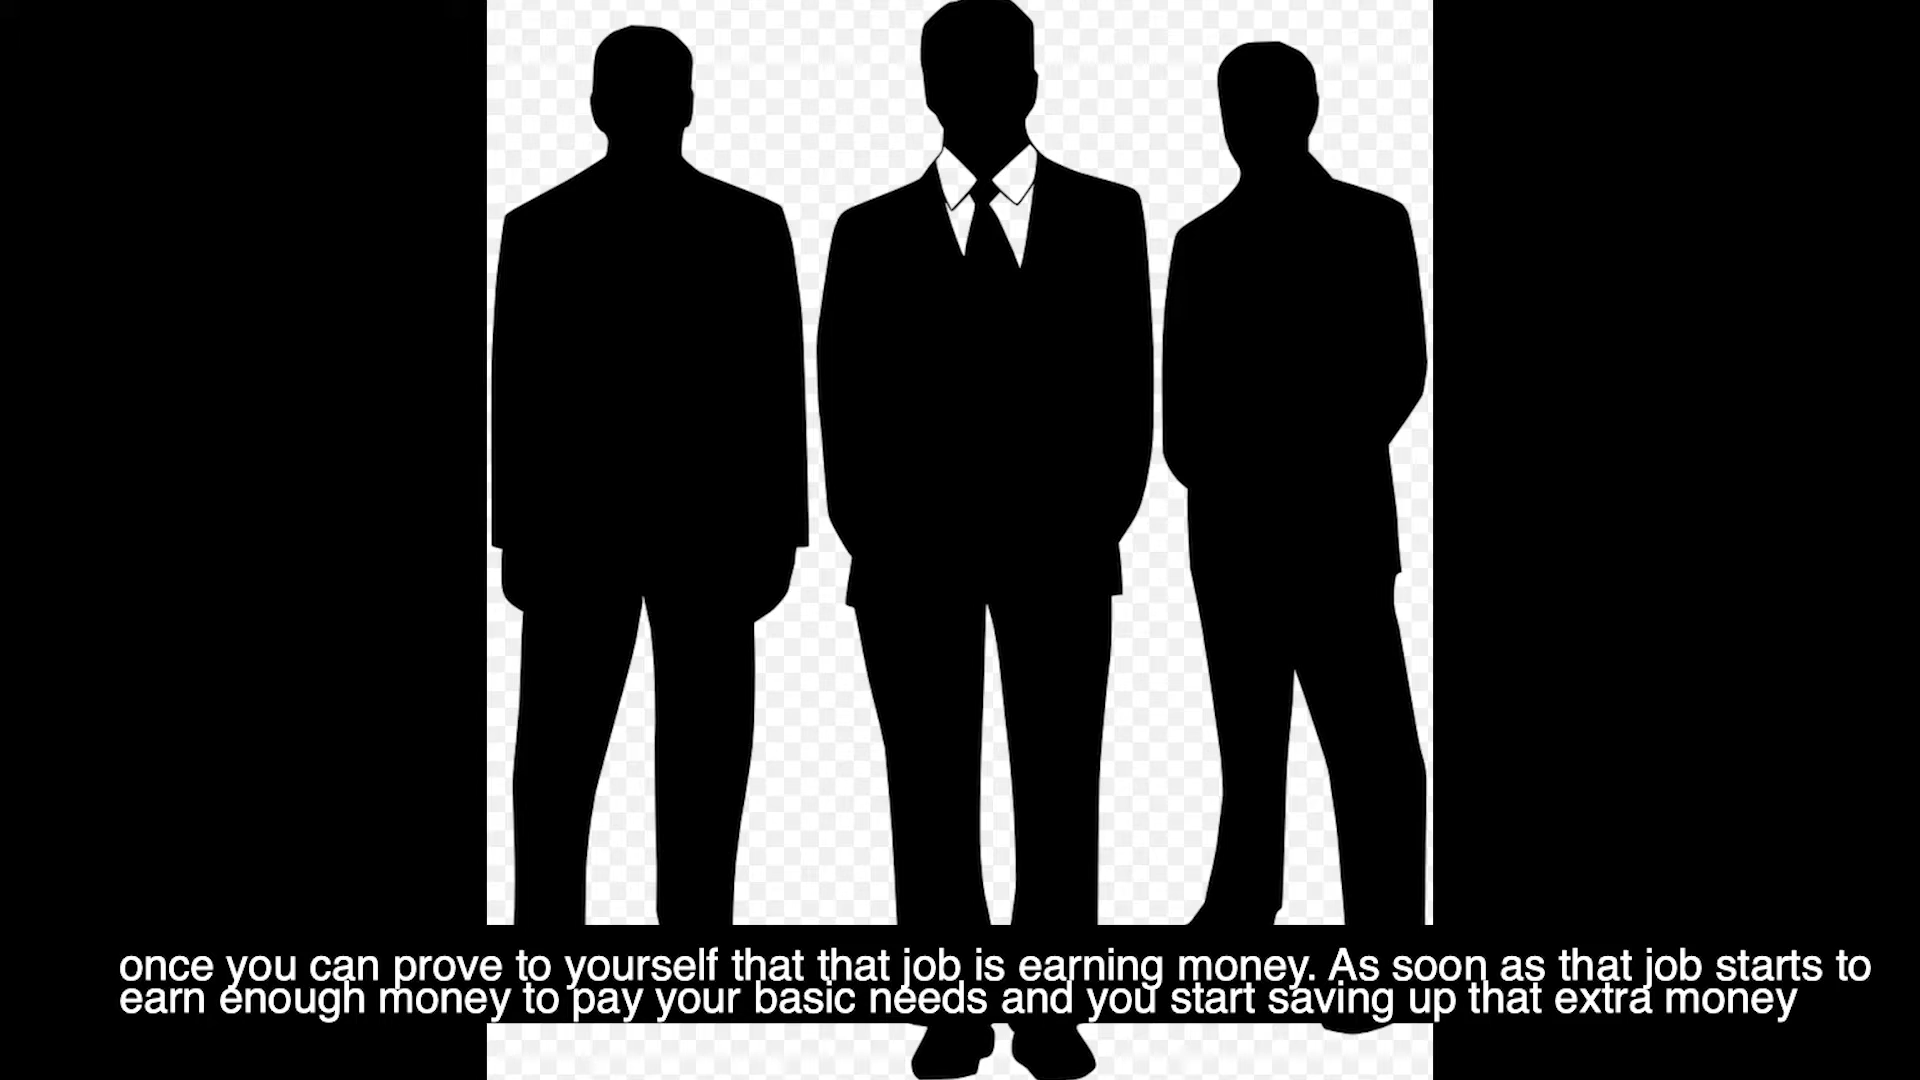 once you can prove to yourself that that job is earning money. As soon as that job starts to
earn enough money to pay your basic needs and you start saving up that extra money